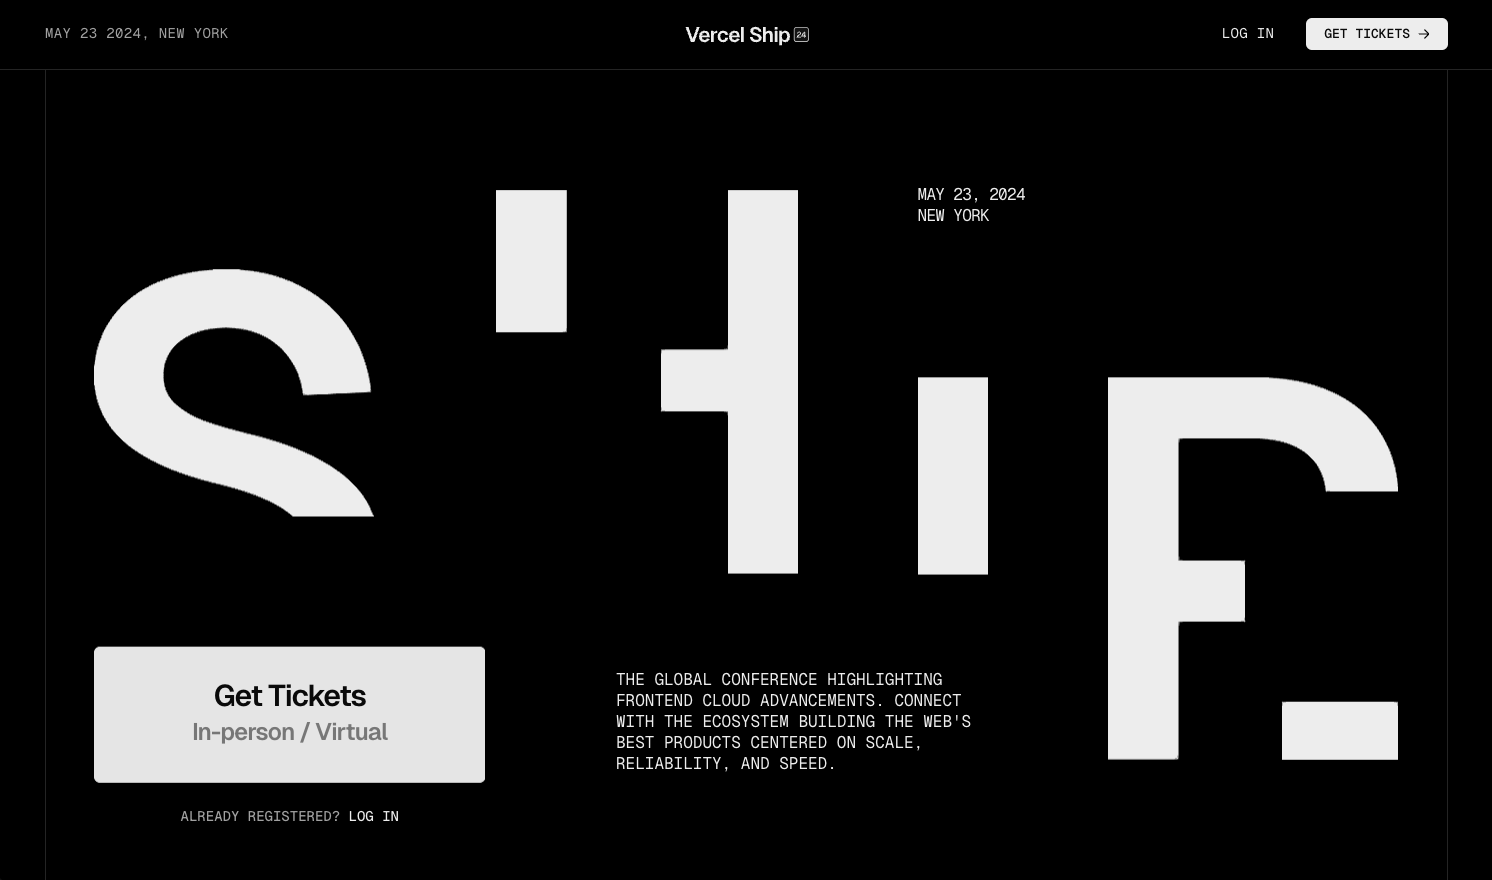 MAY 23 2024, NEW YORK
Vercel Ship 24
LOG IN
GET TICKETS →
MAY 23, 2024
NEW YORK
SHIP
Get Tickets
In-person / Virtual
ALREADY REGISTERED? LOG IN
THE GLOBAL CONFERENCE HIGHLIGHTING
FRONTEND CLOUD ADVANCEMENTS. CONNECT
WITH THE ECOSYSTEM BUILDING THE WEB'S
BEST PRODUCTS CENTERED ON SCALE,
RELIABILITY, AND SPEED.